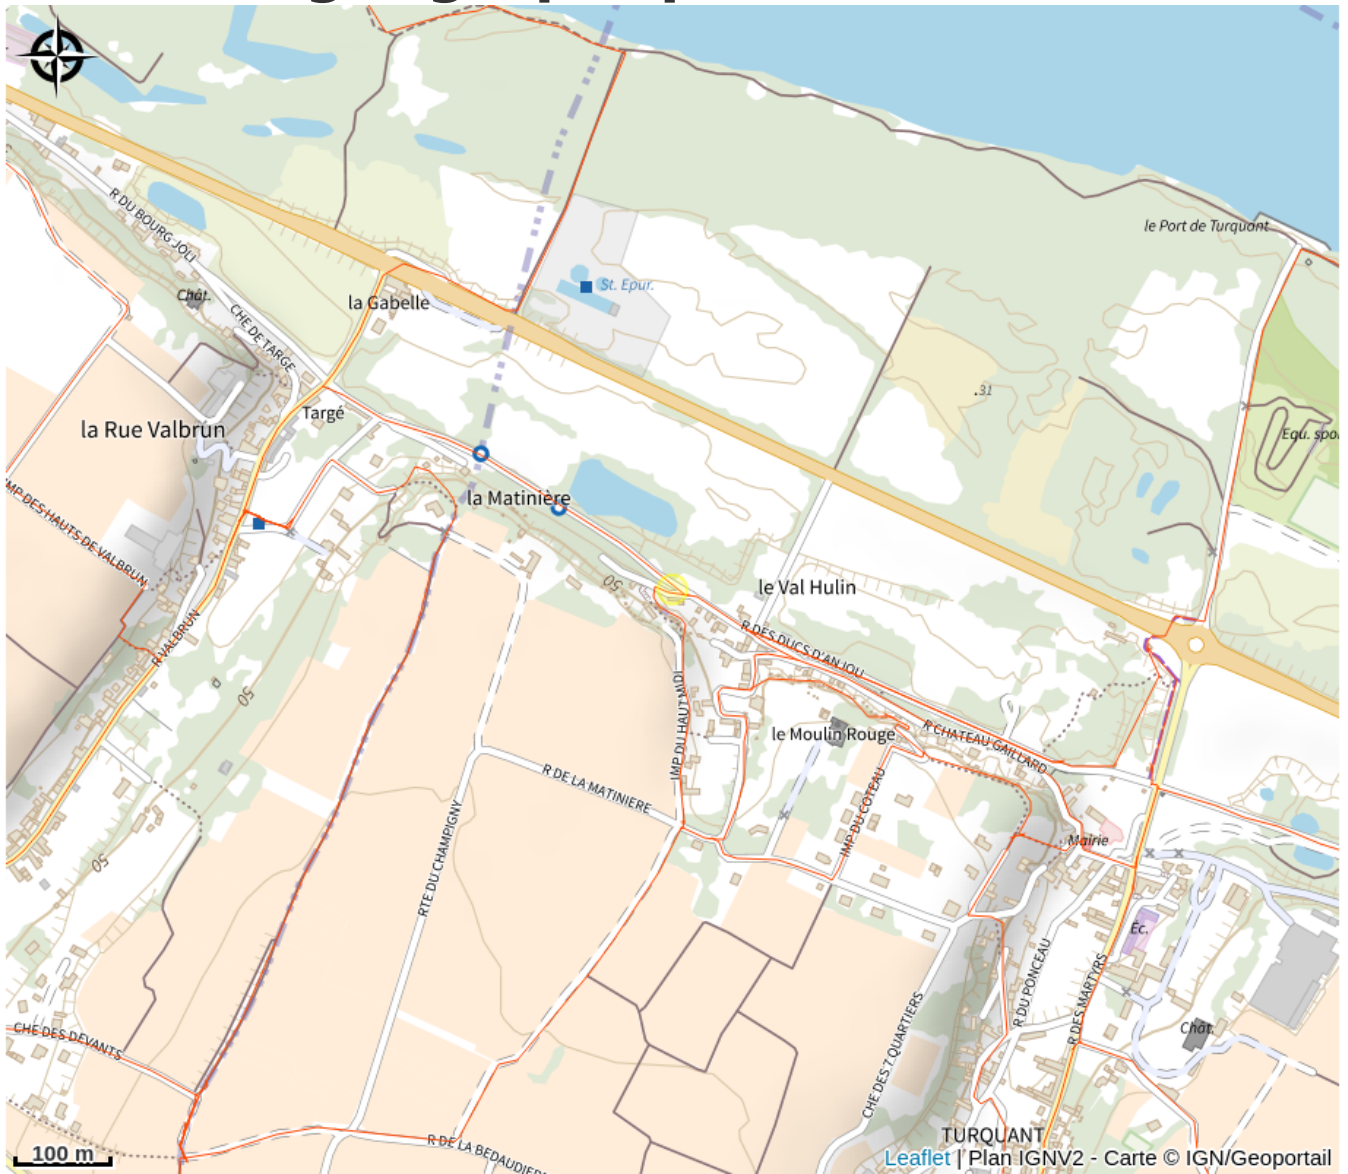 le Port de Turquant
R DU BOURG JOLI
St. Epur.
Chât.
la Gabelle
CHE DE TARGE
31
Targé
la Rue Valbrun
Equ. spo
la Matinière
IMP DES HAUTS DE VALBRUN
50
le Val Hulin
R VALBRUN
R DES DUCS D'ANJOU
50
IMP DU HAUT MIDI
le Moulin Rouge
R CHATEAU GAILLARD
R DE LA MATINIERE
IMP DU COTEAU
RTE DU CHAMPIGNY
Mairie
50
Éc.
R DU PONCEAU
R DES MARTYRS
CHE DES DEVANTS
Chât.
CHE DES 7 QUARTIERS
TURQUANT
R DE LA BEDAUDIER
100 m
Leaflet | Plan IGNV2 - Carte © IGN/Geoportail